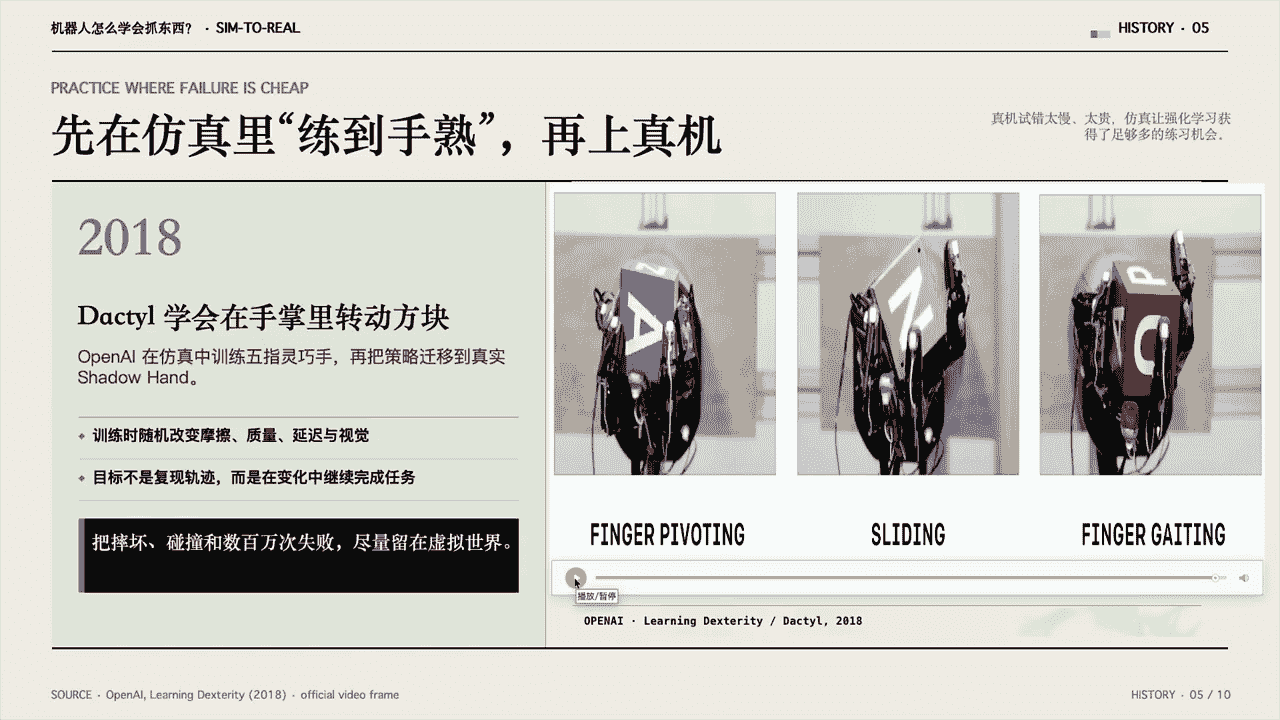 机器人怎么学会抓东西？ · SIM-TO-REAL
HISTORY · 05
PRACTICE WHERE FAILURE IS CHEAP
先在仿真里“练到手熟”，再上真机
真机试错太慢、太贵，仿真让强化学习获
得了足够多的练习机会。
2018
Dactyl 学会在手掌里转动方块
OpenAI 在仿真中训练五指灵巧手，再把策略迁移到真实
Shadow Hand。
训练时随机改变摩擦、质量、延迟与视觉
目标不是复现轨迹，而是在变化中继续完成任务
把摔坏、碰撞和数百万次失败，尽量留在虚拟世界。
A
N
P
O
FINGER PIVOTING
SLIDING
FINGER GAITING
播放/暂停
OPENAI · Learning Dexterity / Dactyl, 2018
SOURCE · OpenAI, Learning Dexterity (2018) · official video frame
HISTORY · 05 / 10